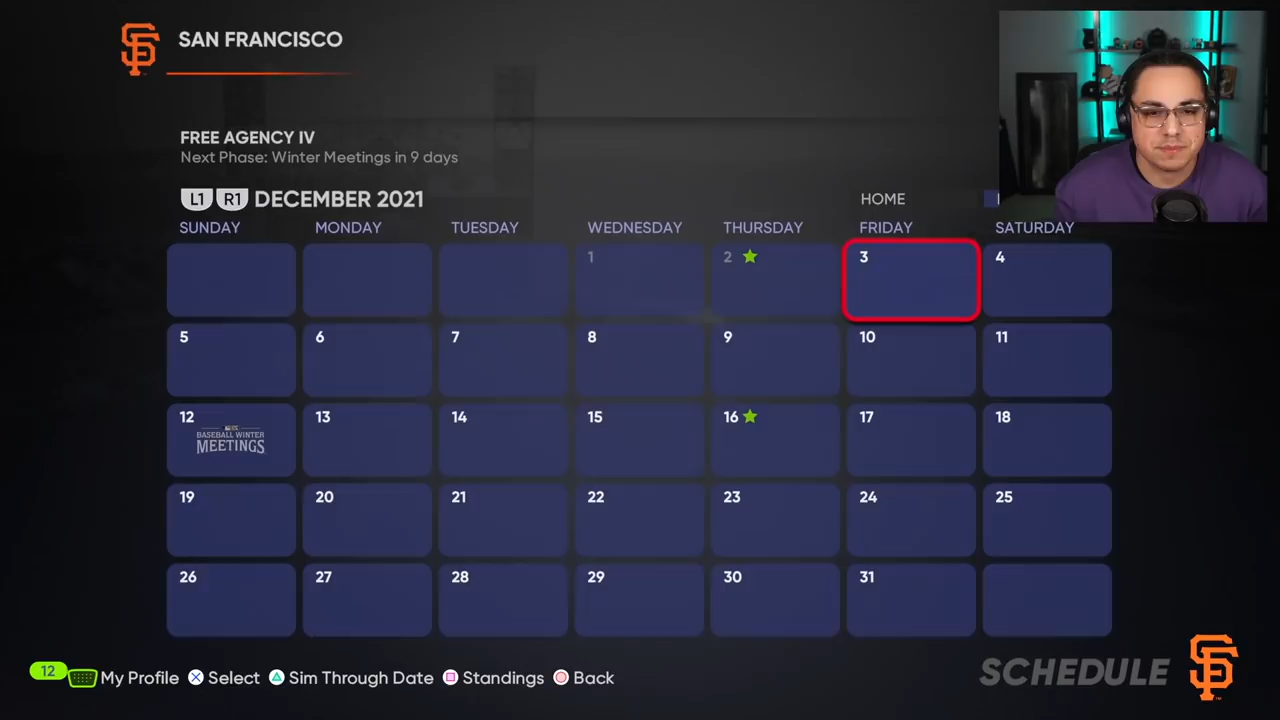 SF SAN FRANCISCO
FREE AGENCY IV
Next Phase: Winter Meetings in 9 days
L1 R1 DECEMBER 2021 HOME
SUNDAY MONDAY TUESDAY WEDNESDAY THURSDAY FRIDAY SATURDAY
1 2 3 4
5 6 7 8 9 10 11
12 13 14 15 16 17 18
BASEBALL WINTER
MEETINGS
19 20 21 22 23 24 25
26 27 28 29 30 31
12 My Profile Select Sim Through Date Standings Back
SCHEDULE SF